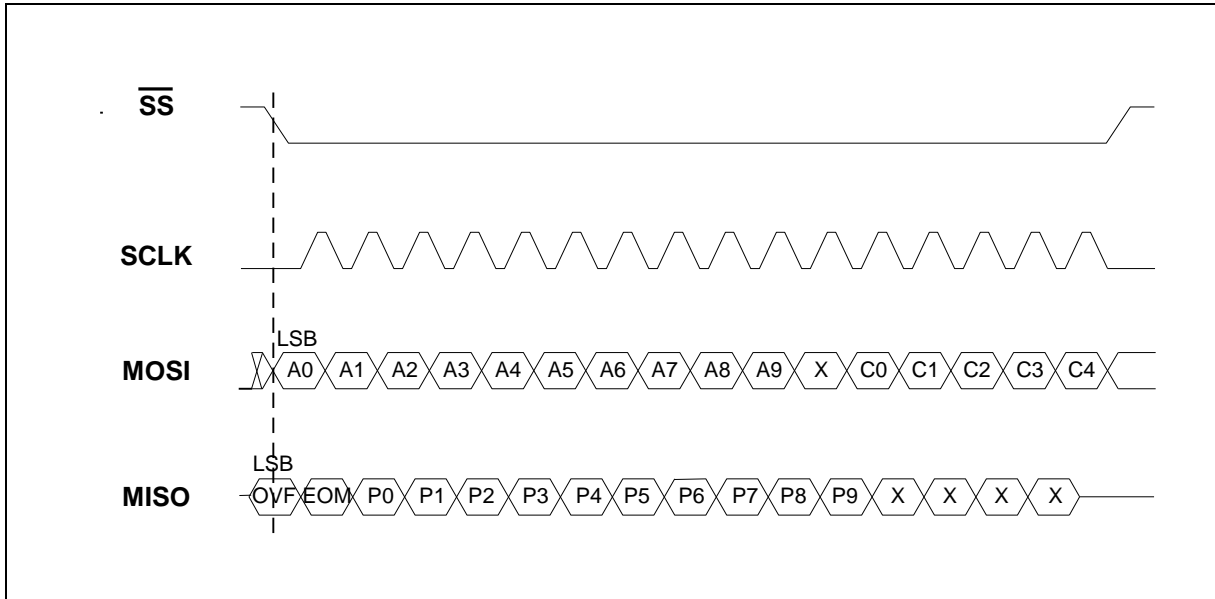 SS
SCLK
LSB
MOSI A0 A1 A2 A3 A4 A5 A6 A7 A8 A9 X C0 C1 C2 C3 C4
LSB
MISO OVF EOM P0 P1 P2 P3 P4 P5 P6 P7 P8 P9 X X X X